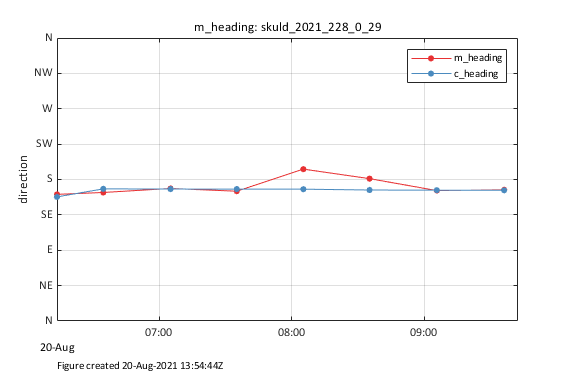 m_heading: skuld_2021_228_0_29
N
NW
W
SW
S
SE
E
NE
N
direction
m_heading
c_heading
07:00
08:00
09:00
20-Aug
Figure created 20-Aug-2021 13:54:44Z